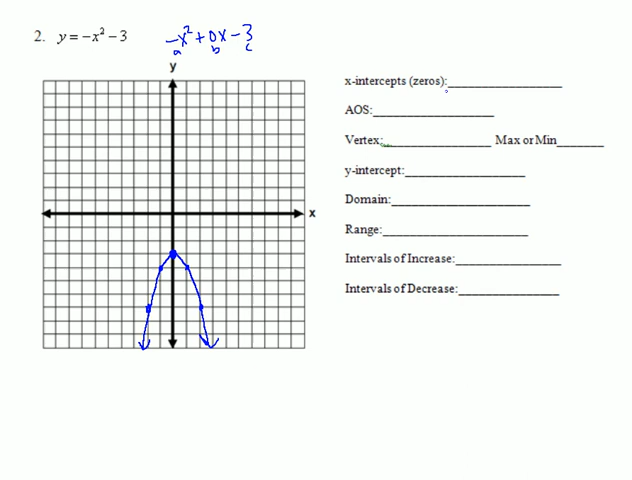 2. y = -x² - 3
-x² + 0x - 3
a b c
y
x
x-intercepts (zeros):
AOS:
Vertex: Max or Min
y-intercept:
Domain:
Range:
Intervals of Increase:
Intervals of Decrease: